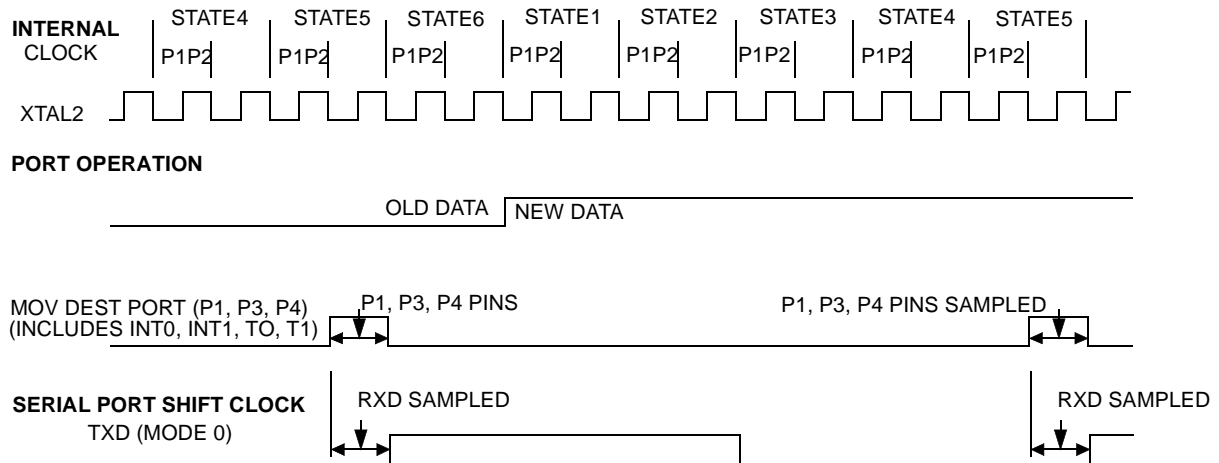 INTERNAL
CLOCK
STATE4 STATE5 STATE6 STATE1 STATE2 STATE3 STATE4 STATE5
P1P2 P1P2 P1P2 P1P2 P1P2 P1P2 P1P2 P1P2
XTAL2
PORT OPERATION
OLD DATA NEW DATA
MOV DEST PORT (P1, P3, P4)
(INCLUDES INT0, INT1, TO, T1)
P1, P3, P4 PINS
P1, P3, P4 PINS SAMPLED
SERIAL PORT SHIFT CLOCK
TXD (MODE 0)
RXD SAMPLED
RXD SAMPLED